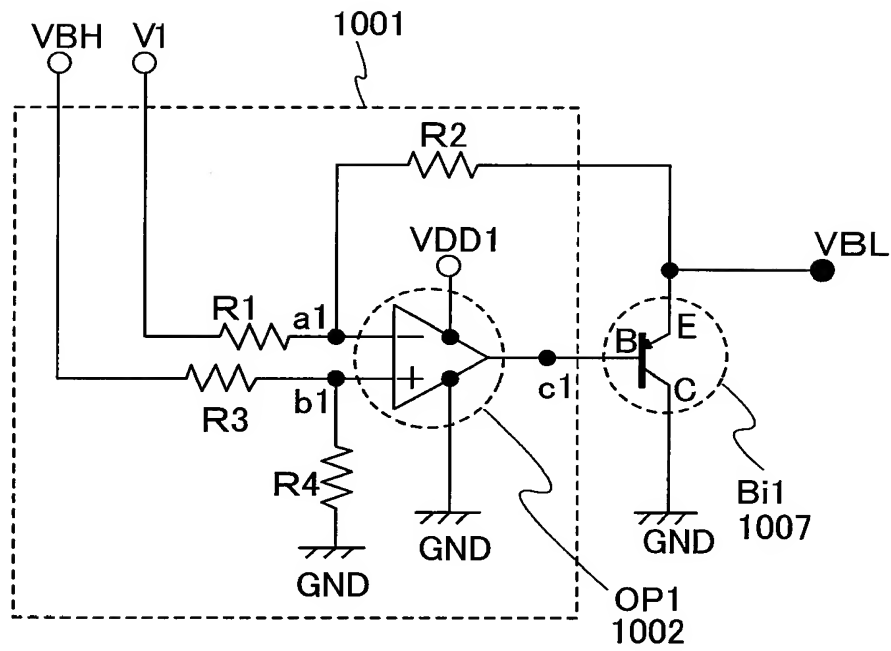 1001
VBH
V1
R2
VDD1
VBL
R1
a1
B
E
R3
b1
c1
C
R4
Bi1
1007
GND
GND
GND
OP1
1002